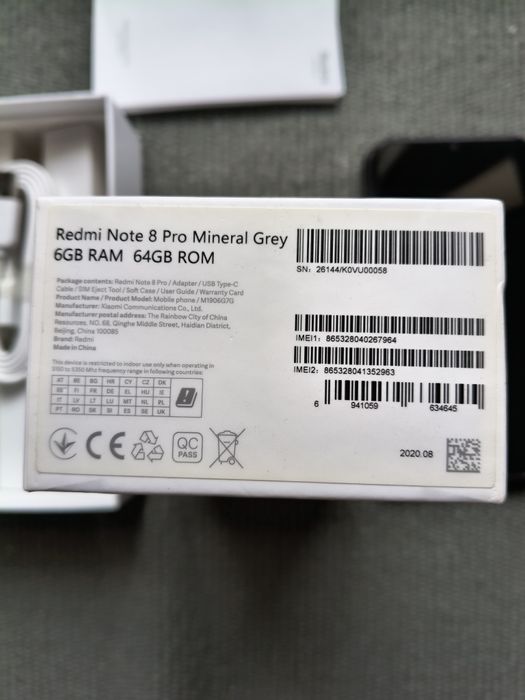 Redmi Note 8 Pro Mineral Grey
6GB RAM 64GB ROM
Package contents: Redmi Note 8 Pro / Adapter / USB Type-C
Cable / SIM Eject Tool / Soft Case / User Guide / Warranty Card
Product Name / Product Model: Mobile phone / M1906G7G
Manufacturer: Xiaomi Communications Co., Ltd.
Manufacturer postal address: The Rainbow City of China
Resources, NO. 68, Qinghe Middle Street, Haidian District,
Beijing, China 100085
Brand: Redmi
Made in China
This device is restricted to indoor use only when operating in
5150 to 5350 Mhz frequency range in following countries:
AT BE BG HR CY CZ DK
EE FI FR DE EL HU IE
IT LV LT LU MT NL PL
PT RO SK SI ES SE UK
CE
QC
PASS
SN: 26144/K0VU00058
IMEI1: 865328040267964
IMEI2: 865328041352963
6 941059 634645
2020.08